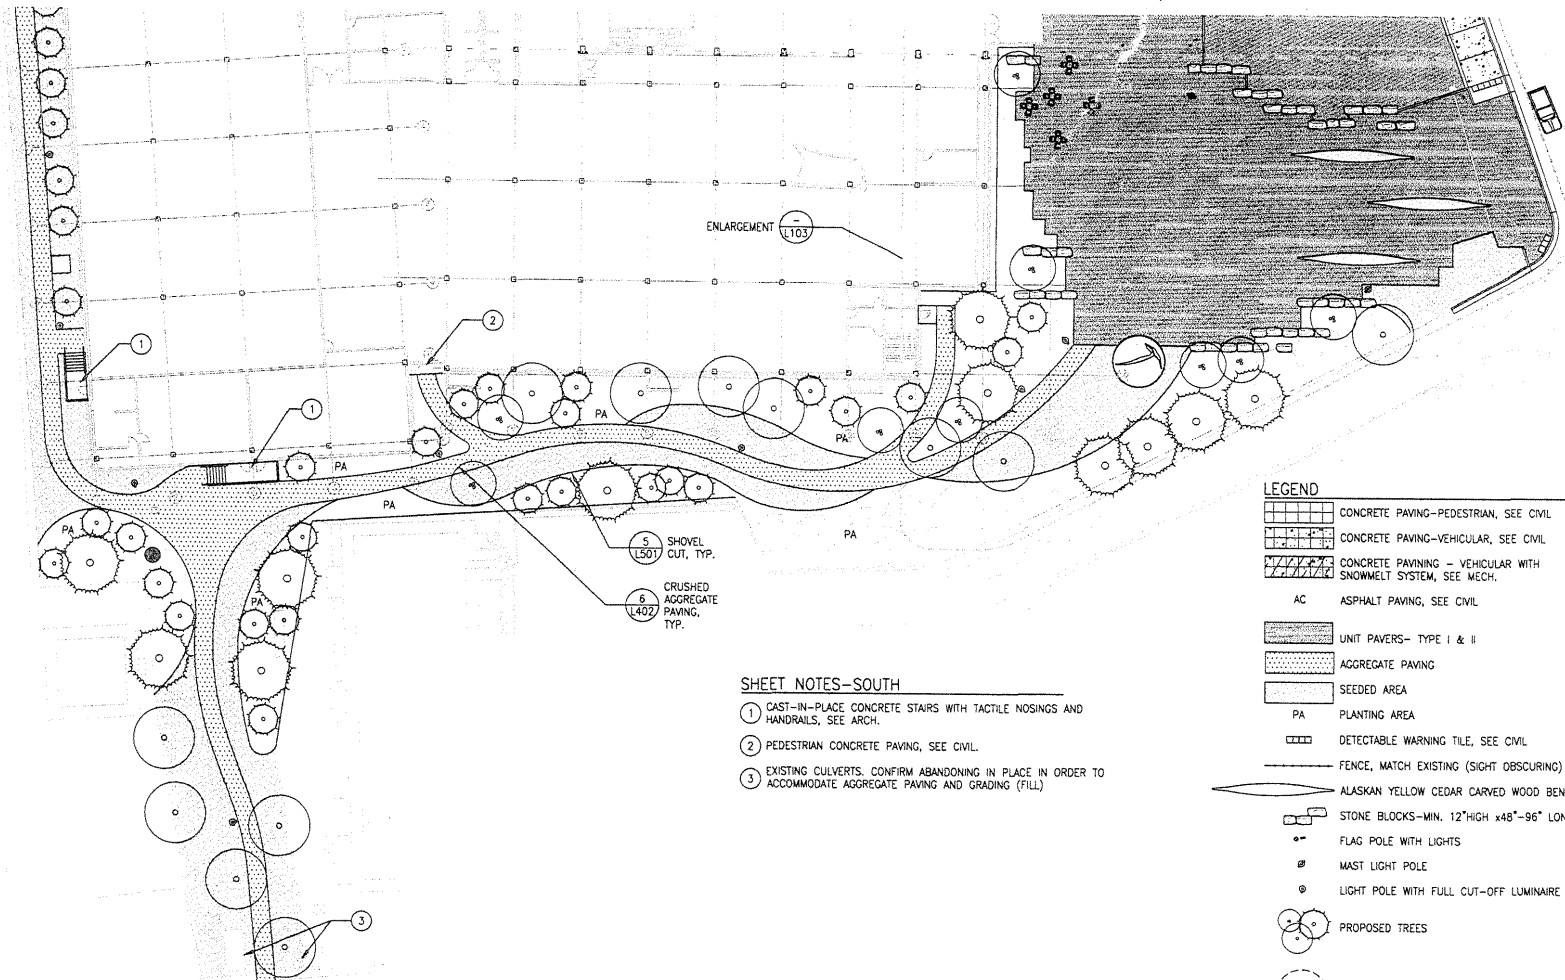 ENLARGEMENT
–
L103
2
1
1
PA
PA
PA
PA
PA
PA
PA
5
L501
SHOVEL
CUT, TYP.
6
L402
CRUSHED
AGGREGATE
PAVING,
TYP.
3
SHEET NOTES-SOUTH
1 CAST-IN-PLACE CONCRETE STAIRS WITH TACTILE NOSINGS AND
HANDRAILS, SEE ARCH.
2 PEDESTRIAN CONCRETE PAVING, SEE CIVIL.
3 EXISTING CULVERTS. CONFIRM ABANDONING IN PLACE IN ORDER TO
ACCOMMODATE AGGREGATE PAVING AND GRADING (FILL)
LEGEND
CONCRETE PAVING-PEDESTRIAN, SEE CIVIL
CONCRETE PAVING-VEHICULAR, SEE CIVIL
CONCRETE PAVINING - VEHICULAR WITH
SNOWMELT SYSTEM, SEE MECH.
AC ASPHALT PAVING, SEE CIVIL
UNIT PAVERS- TYPE I & II
AGGREGATE PAVING
SEEDED AREA
PA PLANTING AREA
DETECTABLE WARNING TILE, SEE CIVIL
FENCE, MATCH EXISTING (SIGHT OBSCURING)
ALASKAN YELLOW CEDAR CARVED WOOD BEN
STONE BLOCKS-MIN. 12"HIGH x48"-96" LON
FLAG POLE WITH LIGHTS
MAST LIGHT POLE
LIGHT POLE WITH FULL CUT-OFF LUMINAIRE
PROPOSED TREES